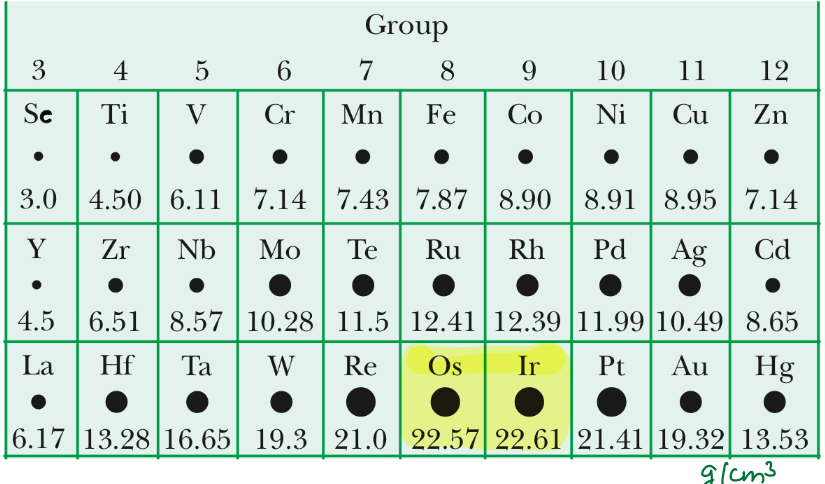 Group
3 4 5 6 7 8 9 10 11 12
Sc Ti V Cr Mn Fe Co Ni Cu Zn
3.0 4.50 6.11 7.14 7.43 7.87 8.90 8.91 8.95 7.14
Y Zr Nb Mo Te Ru Rh Pd Ag Cd
4.5 6.51 8.57 10.28 11.5 12.41 12.39 11.99 10.49 8.65
La Hf Ta W Re Os Ir Pt Au Hg
6.17 13.28 16.65 19.3 21.0 22.57 22.61 21.41 19.32 13.53
g/cm³